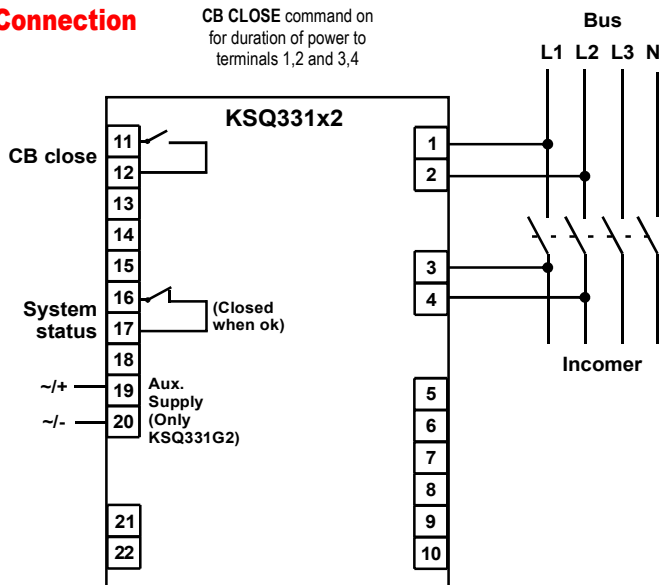 Connection
CB CLOSE command on
for duration of power to
terminals 1,2 and 3,4
Bus
L1 L2 L3 N
KSQ331x2
CB close
11
12
13
14
15
System
status
16
17
(Closed
when ok)
18
~/+
19
~/-
20
Aux.
Supply
(Only
KSQ331G2)
21
22
1
2
3
4
Incomer
5
6
7
8
9
10